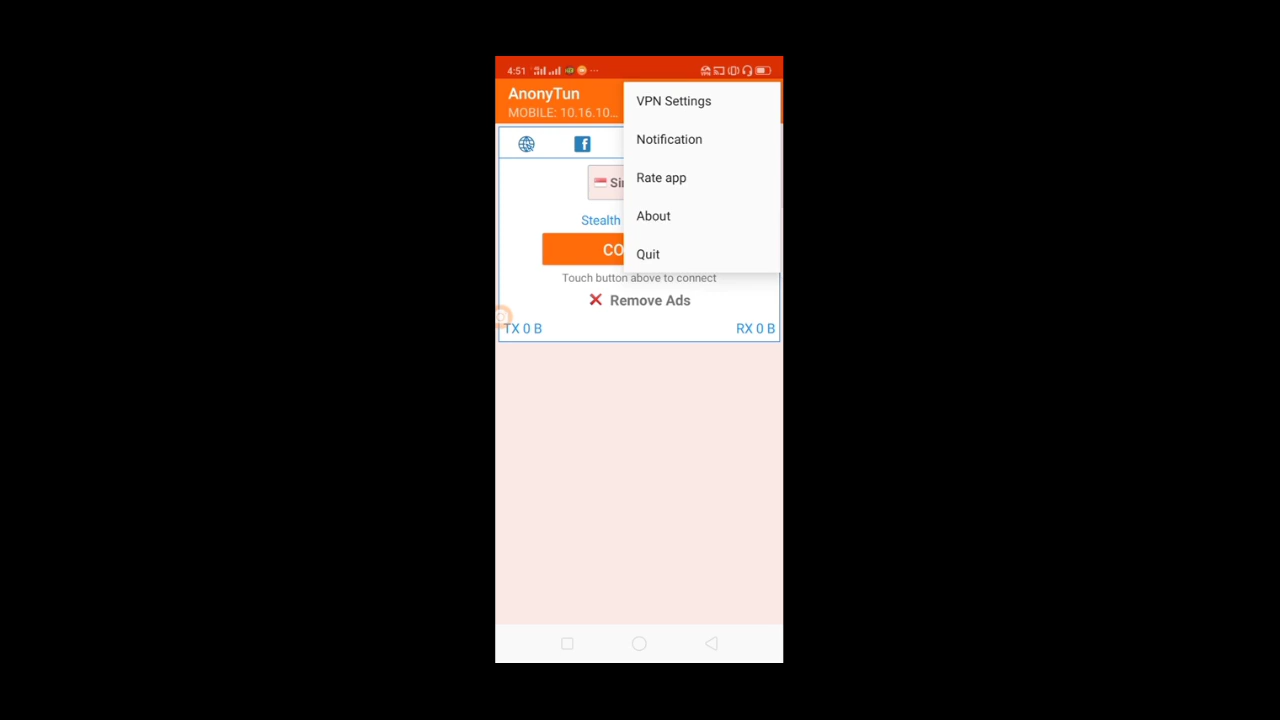 4:51
AnonyTun
MOBILE: 10.16.10...
VPN Settings
Notification
Rate app
About
Quit
Stealth
Touch button above to connect
Remove Ads
TX 0 B
RX 0 B